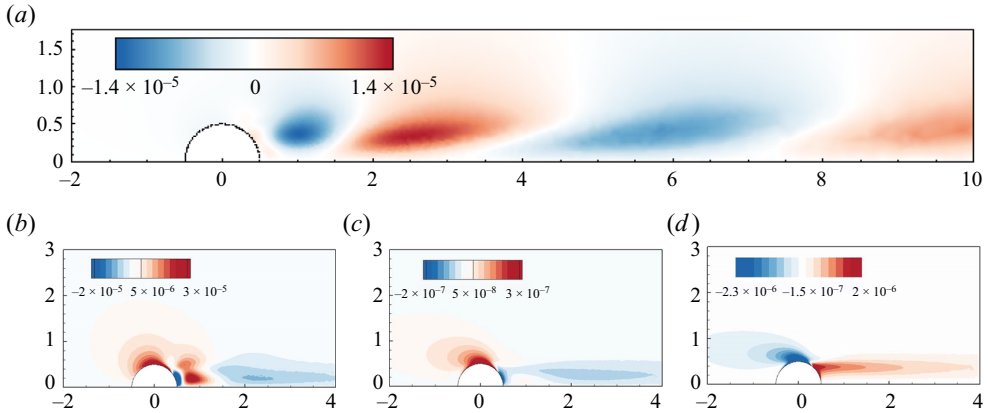 (a)
1.5
1.0
0.5
0
−1.4 × 10⁻⁵ 0 1.4 × 10⁻⁵
−2 0 2 4 6 8 10
(b) (c) (d)
3 3 3
2 2 2
1 1 1
0 0 0
−2 × 10⁻⁵ 5 × 10⁻⁶ 3 × 10⁻⁵
−2 × 10⁻⁷ 5 × 10⁻⁸ 3 × 10⁻⁷
−2.3 × 10⁻⁶ −1.5 × 10⁻⁷ 2 × 10⁻⁶
−2 0 2 4 −2 0 2 4 −2 0 2 4